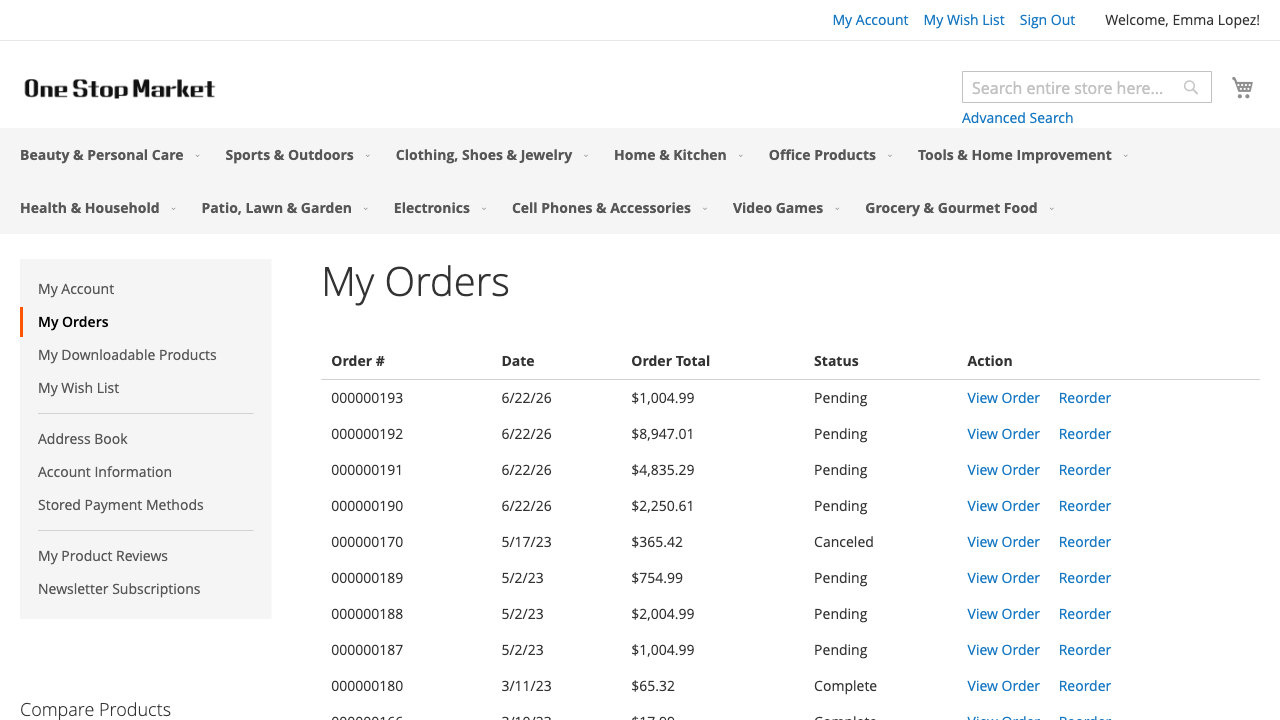 My Account My Wish List Sign Out Welcome, Emma Lopez!
One Stop Market
Search entire store here...
Advanced Search
Beauty & Personal Care Sports & Outdoors Clothing, Shoes & Jewelry Home & Kitchen Office Products Tools & Home Improvement
Health & Household Patio, Lawn & Garden Electronics Cell Phones & Accessories Video Games Grocery & Gourmet Food
My Account
My Orders
My Downloadable Products
My Wish List
Address Book
Account Information
Stored Payment Methods
My Product Reviews
Newsletter Subscriptions
Compare Products
My Orders
Order # Date Order Total Status Action
000000193 6/22/26 $1,004.99 Pending View Order Reorder
000000192 6/22/26 $8,947.01 Pending View Order Reorder
000000191 6/22/26 $4,835.29 Pending View Order Reorder
000000190 6/22/26 $2,250.61 Pending View Order Reorder
000000170 5/17/23 $365.42 Canceled View Order Reorder
000000189 5/2/23 $754.99 Pending View Order Reorder
000000188 5/2/23 $2,004.99 Pending View Order Reorder
000000187 5/2/23 $1,004.99 Pending View Order Reorder
000000180 3/11/23 $65.32 Complete View Order Reorder